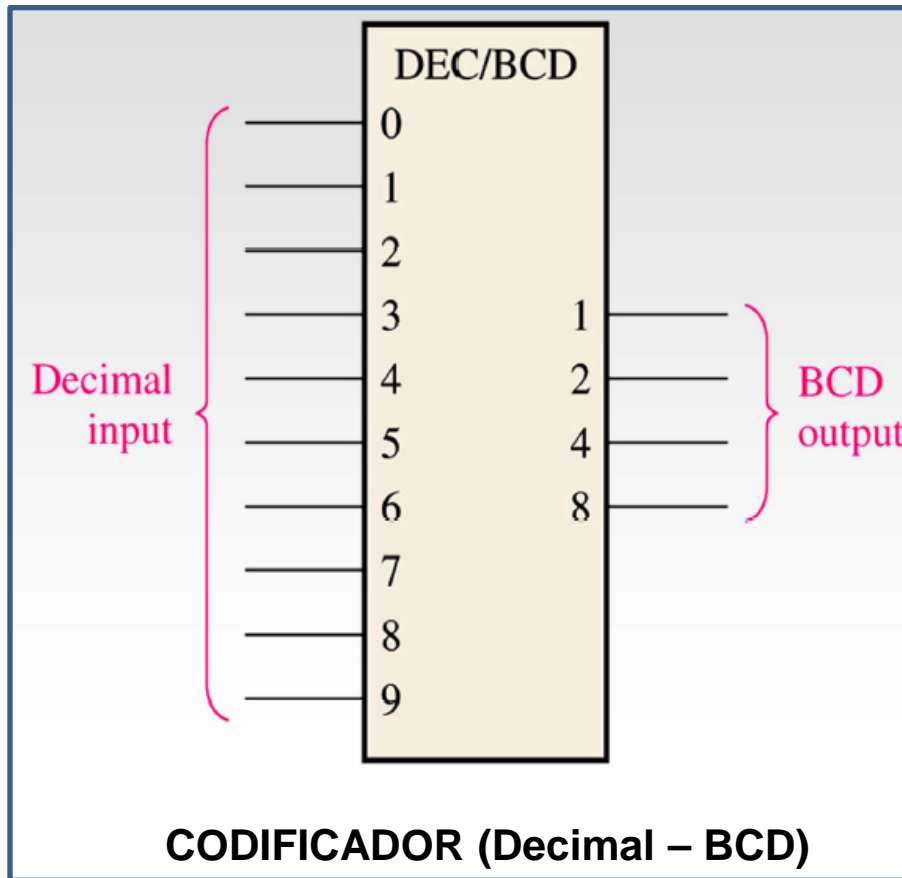 DEC/BCD
0
1
2
3 1
Decimal 4 2 BCD
input 5 4 output
6 8
7
8
9
CODIFICADOR (Decimal – BCD)